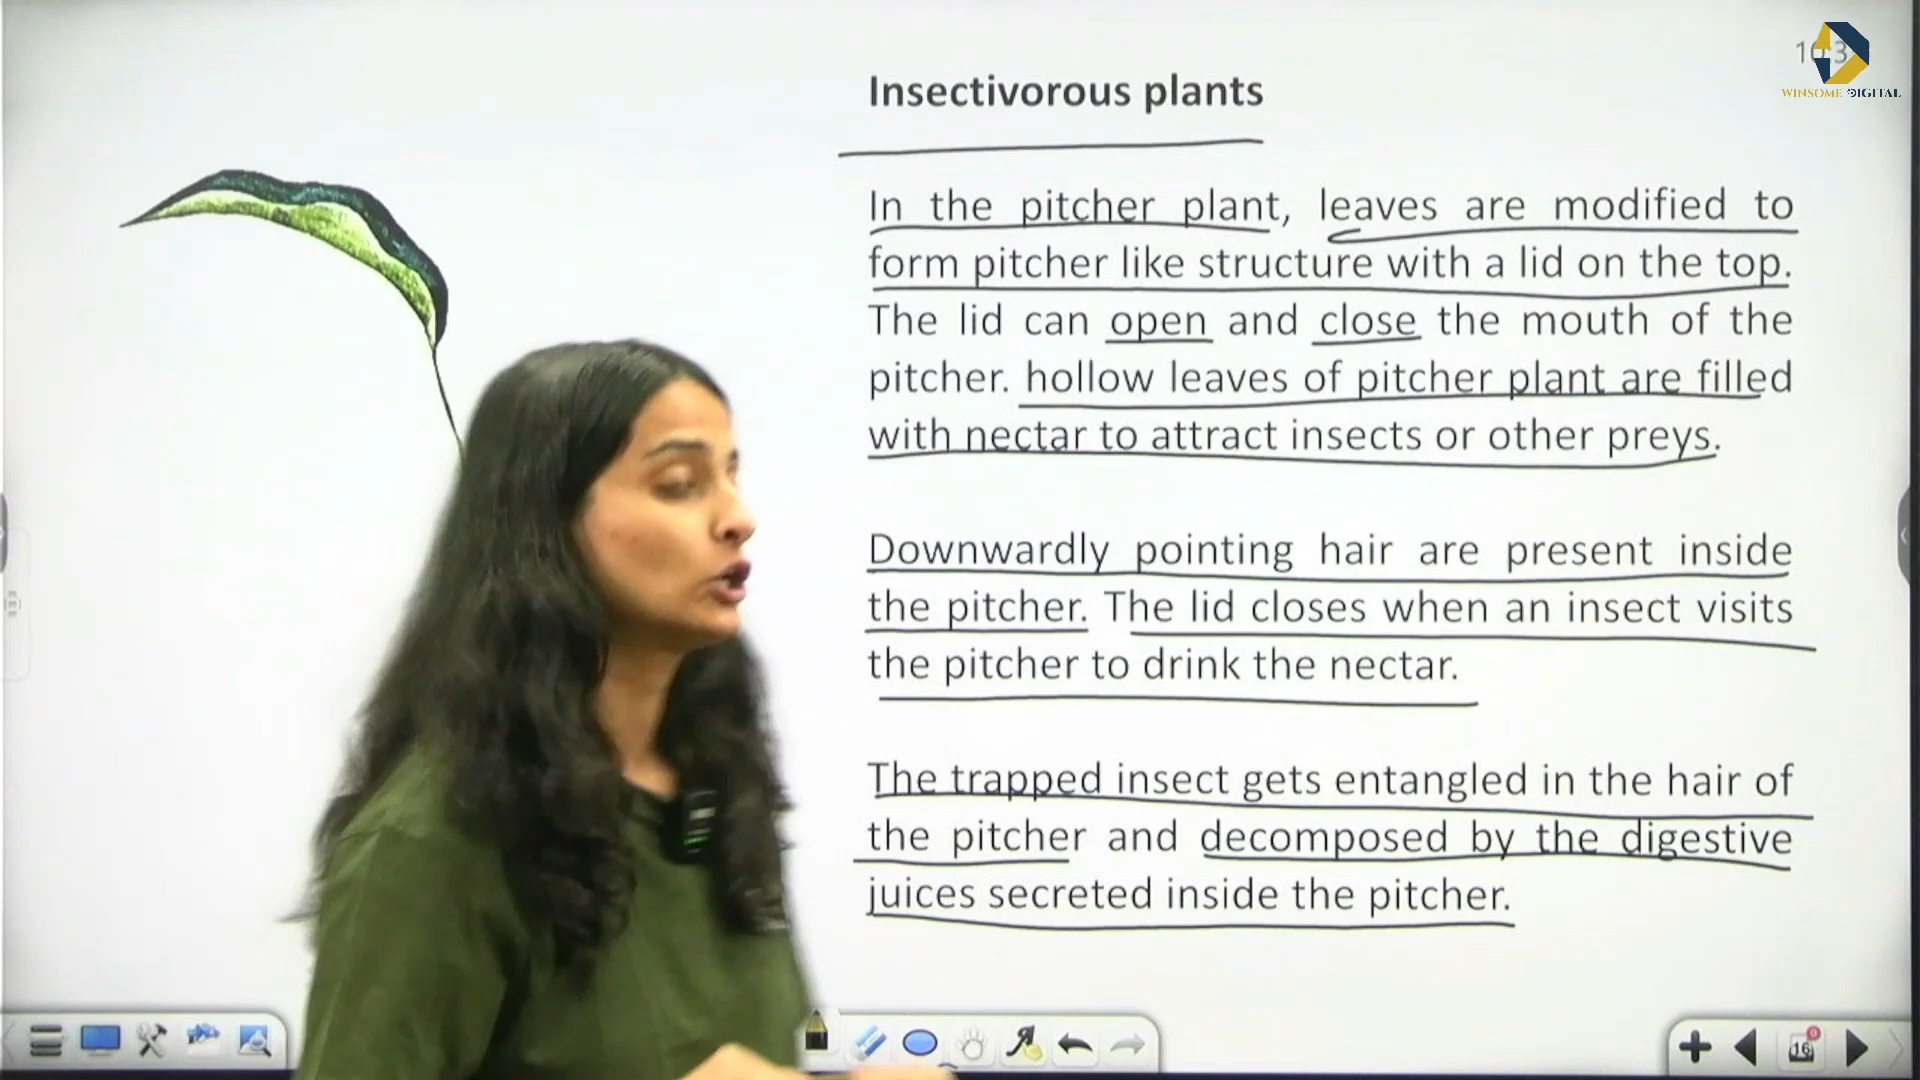 Insectivorous plants
In the pitcher plant, leaves are modified to
form pitcher like structure with a lid on the top.
The lid can open and close the mouth of the
pitcher. hollow leaves of pitcher plant are filled
with nectar to attract insects or other preys.
Downwardly pointing hair are present inside
the pitcher. The lid closes when an insect visits
the pitcher to drink the nectar.
The trapped insect gets entangled in the hair of
the pitcher and decomposed by the digestive
juices secreted inside the pitcher.
WINSOME DIGITAL
16